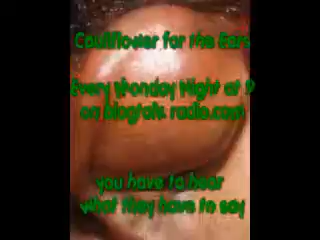 Cauliflower for the Ears
Every Monday Night at 9
on blogtalk radio.com
you have to hear
what they have to say